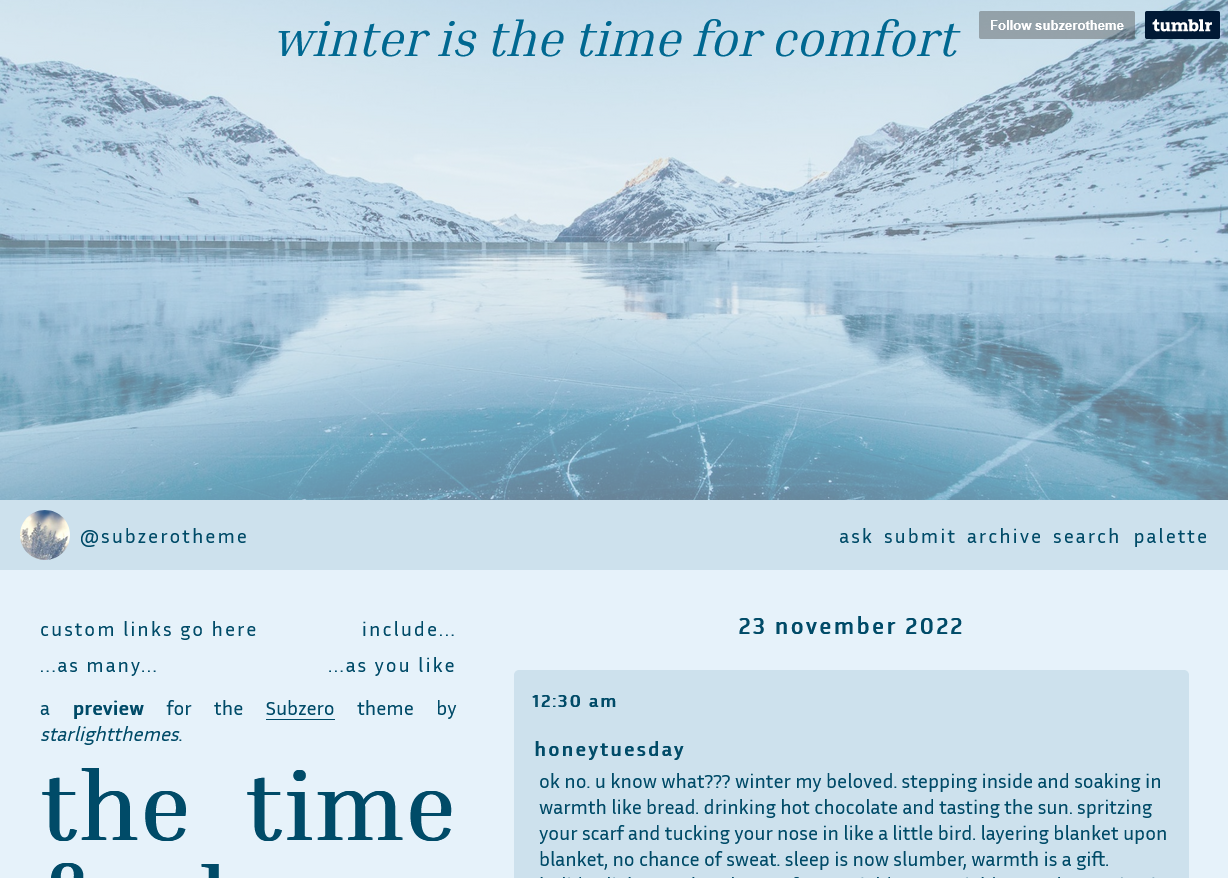 winter is the time for comfort
Follow subzerotheme
tumblr
@subzerotheme
ask submit archive search palette
custom links go here
include...
...as many...
...as you like
a preview for the Subzero theme by
starlightthemes.
the time
23 november 2022
12:30 am
honeytuesday
ok no. u know what??? winter my beloved. stepping inside and soaking in
warmth like bread. drinking hot chocolate and tasting the sun. spritzing
your scarf and tucking your nose in like a little bird. layering blanket upon
blanket, no chance of sweat. sleep is now slumber, warmth is a gift.